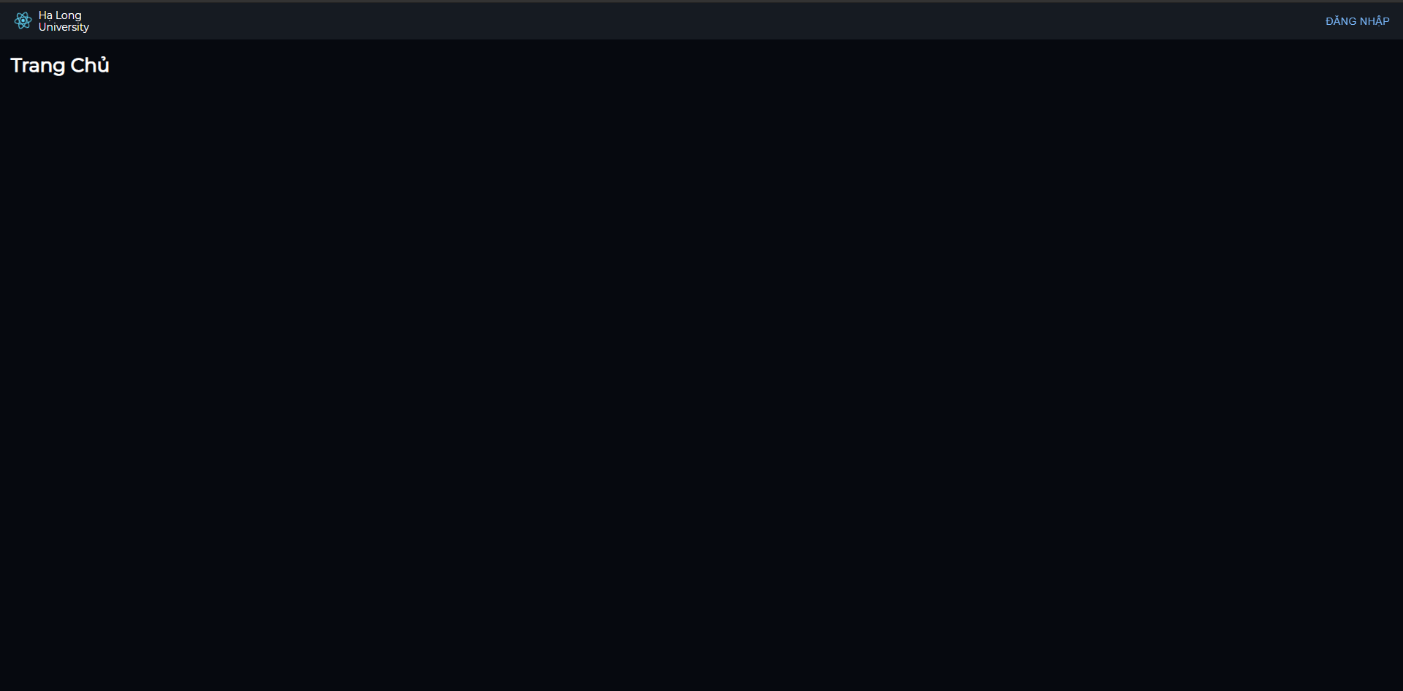 Ha Long
University
ĐĂNG NHẬP
Trang Chủ